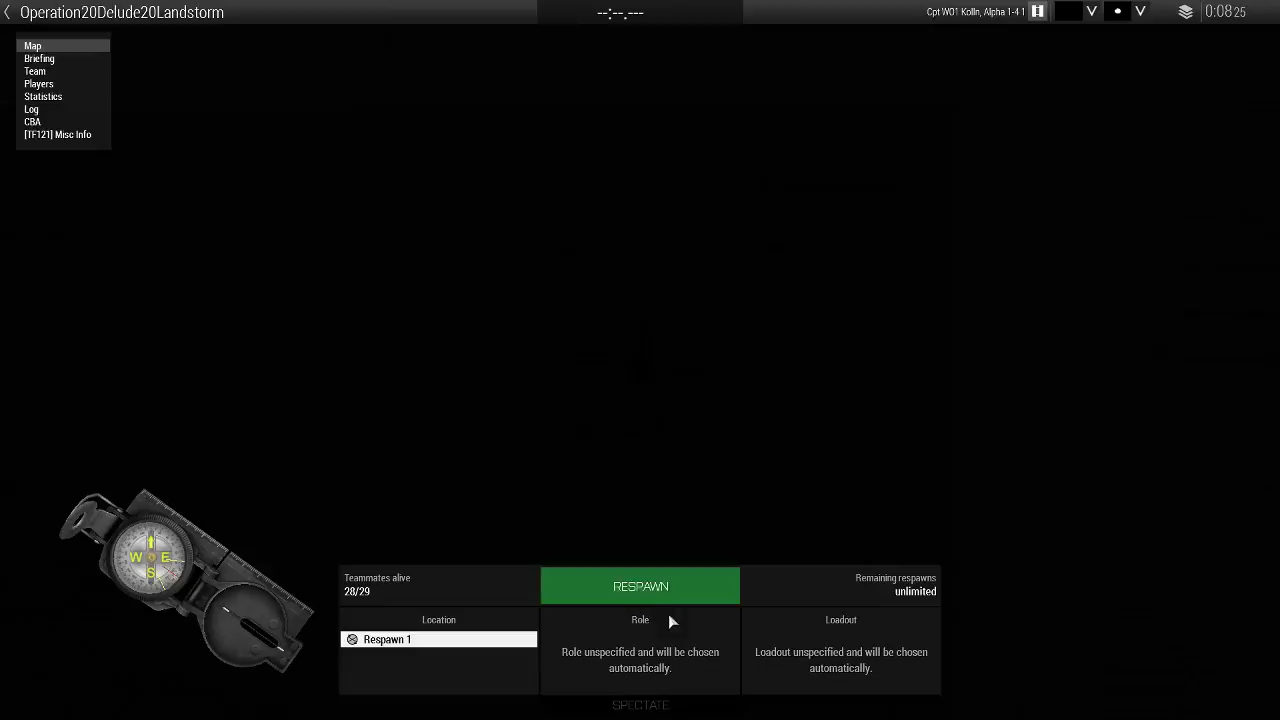 Operation20Delude20Landstorm
--:--.---
Cpt W01 Kolln, Alpha 1-4 1
V
V
0:08 25
Map
Briefing
Team
Players
Statistics
Log
CBA
[TF121] Misc Info
W E
S
Teammates alive
28/29
RESPAWN
Remaining respawns
unlimited
Location
Role
Loadout
Respawn 1
Role unspecified and will be chosen
automatically.
Loadout unspecified and will be chosen
automatically.
SPECTATE